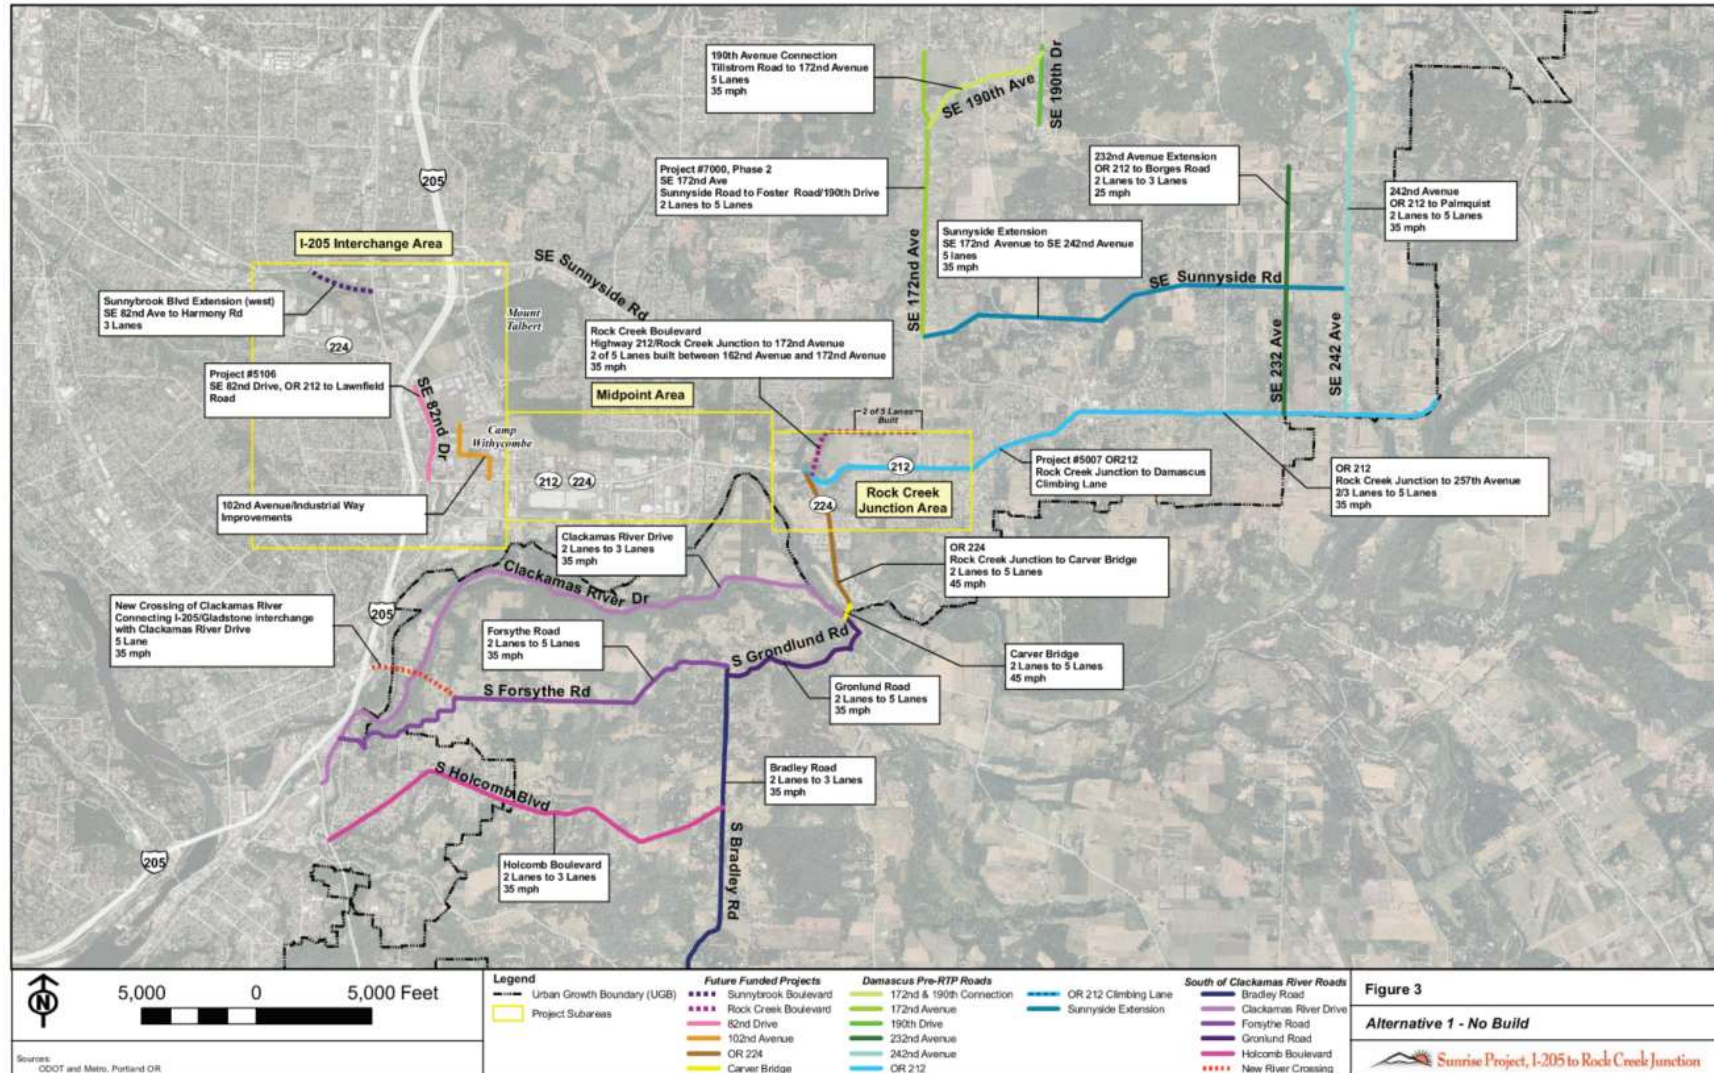 190th Avenue Connection
Tillstrom Road to 172nd Avenue
5 Lanes
35 mph
SE 190th Ave
SE 190th Dr
205
Project #7000, Phase 2
SE 172nd Ave
Sunnyside Road to Foster Road/190th Drive
2 Lanes to 5 Lanes
232nd Avenue Extension
OR 212 to Borges Road
2 Lanes to 3 Lanes
25 mph
242nd Avenue
OR 212 to Palmquist
2 Lanes to 5 Lanes
35 mph
I-205 Interchange Area
SE Sunnyside Rd
SE 172nd Ave
Sunnyside Extension
SE 172nd Avenue to SE 242nd Avenue
5 lanes
35 mph
SE Sunnyside Rd
Sunnybrook Blvd Extension (west)
SE 82nd Ave to Harmony Rd
3 Lanes
224
Mount
Talbert
Rock Creek Boulevard
Highway 212/Rock Creek Junction to 172nd Avenue
2 of 5 Lanes built between 162nd Avenue and 172nd Avenue
35 mph
SE 232 Ave
SE 242 Ave
Project #5106
SE 82nd Drive, OR 212 to Lawnfield
Road
SE 82nd Dr
Midpoint Area
Camp
Withycombe
2 of 5 Lanes
Built
212
224
212
224
Rock Creek
Junction Area
Project #5007 OR212
Rock Creek Junction to Damascus
Climbing Lane
OR 212
Rock Creek Junction to 257th Avenue
2/3 Lanes to 5 Lanes
35 mph
102nd Avenue/Industrial Way
Improvements
Clackamas River Drive
2 Lanes to 3 Lanes
35 mph
OR 224
Rock Creek Junction to Carver Bridge
2 Lanes to 5 Lanes
45 mph
Clackamas River Dr
New Crossing of Clackamas River
Connecting I-205/Gladstone interchange
with Clackamas River Drive
5 Lane
35 mph
205
Forsythe Road
2 Lanes to 5 Lanes
35 mph
S Grondlund Rd
Carver Bridge
2 Lanes to 5 Lanes
45 mph
S Forsythe Rd
Gronlund Road
2 Lanes to 5 Lanes
35 mph
S Holcomb Blvd
Bradley Road
2 Lanes to 3 Lanes
35 mph
S Bradley Rd
205
Holcomb Boulevard
2 Lanes to 3 Lanes
35 mph
N
5,000 0 5,000 Feet
Sources:
ODOT and Metro, Portland OR
Legend
Urban Growth Boundary (UGB)
Project Subareas
Future Funded Projects
Sunnybrook Boulevard
Rock Creek Boulevard
82nd Drive
102nd Avenue
OR 224
Carver Bridge
Damascus Pre-RTP Roads
172nd & 190th Connection
172nd Avenue
190th Drive
232nd Avenue
242nd Avenue
OR 212
OR 212 Climbing Lane
Sunnyside Extension
South of Clackamas River Roads
Bradley Road
Clackamas River Drive
Forsythe Road
Gronlund Road
Holcomb Boulevard
New River Crossing
Figure 3
Alternative 1 - No Build
Sunrise Project, I-205 to Rock Creek Junction